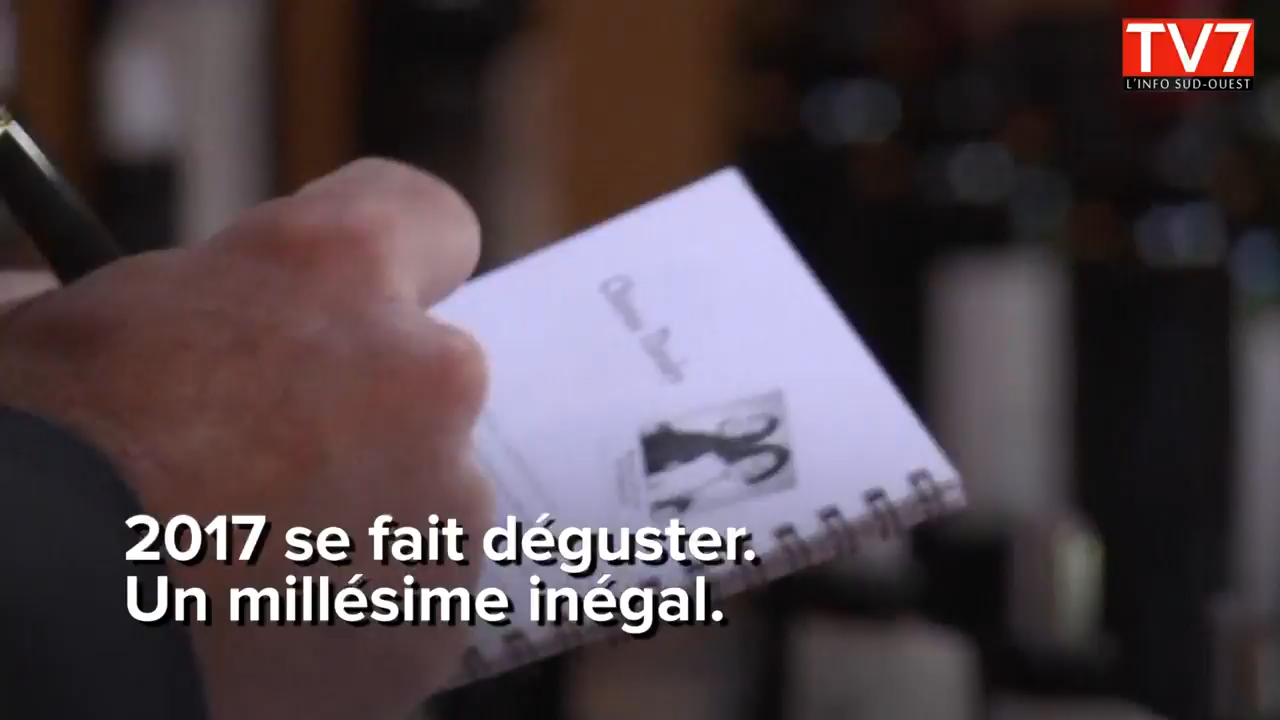 TV7
L'INFO SUD-OUEST
2017 se fait déguster.
Un millésime inégal.